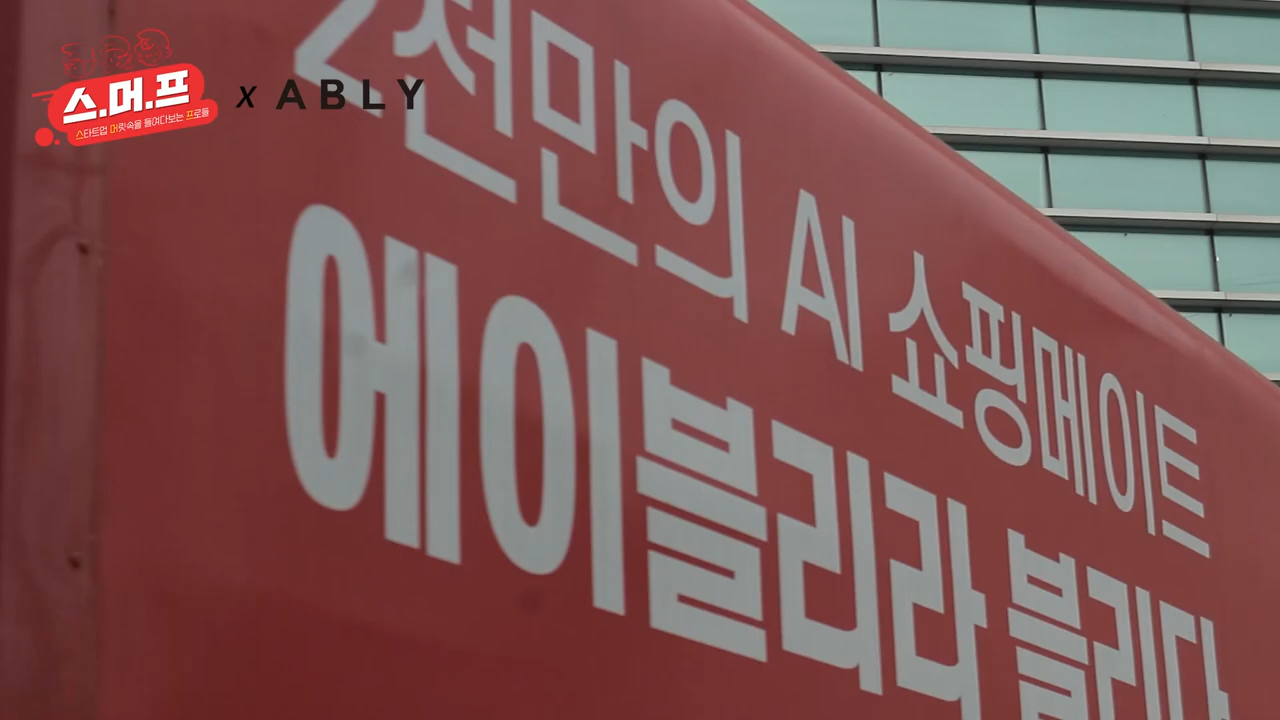 스.머.프
스타트업 머릿속을 들여다보는 프로들
x ABLY
2천만의 AI 쇼핑메이트
에이블리라 블리다